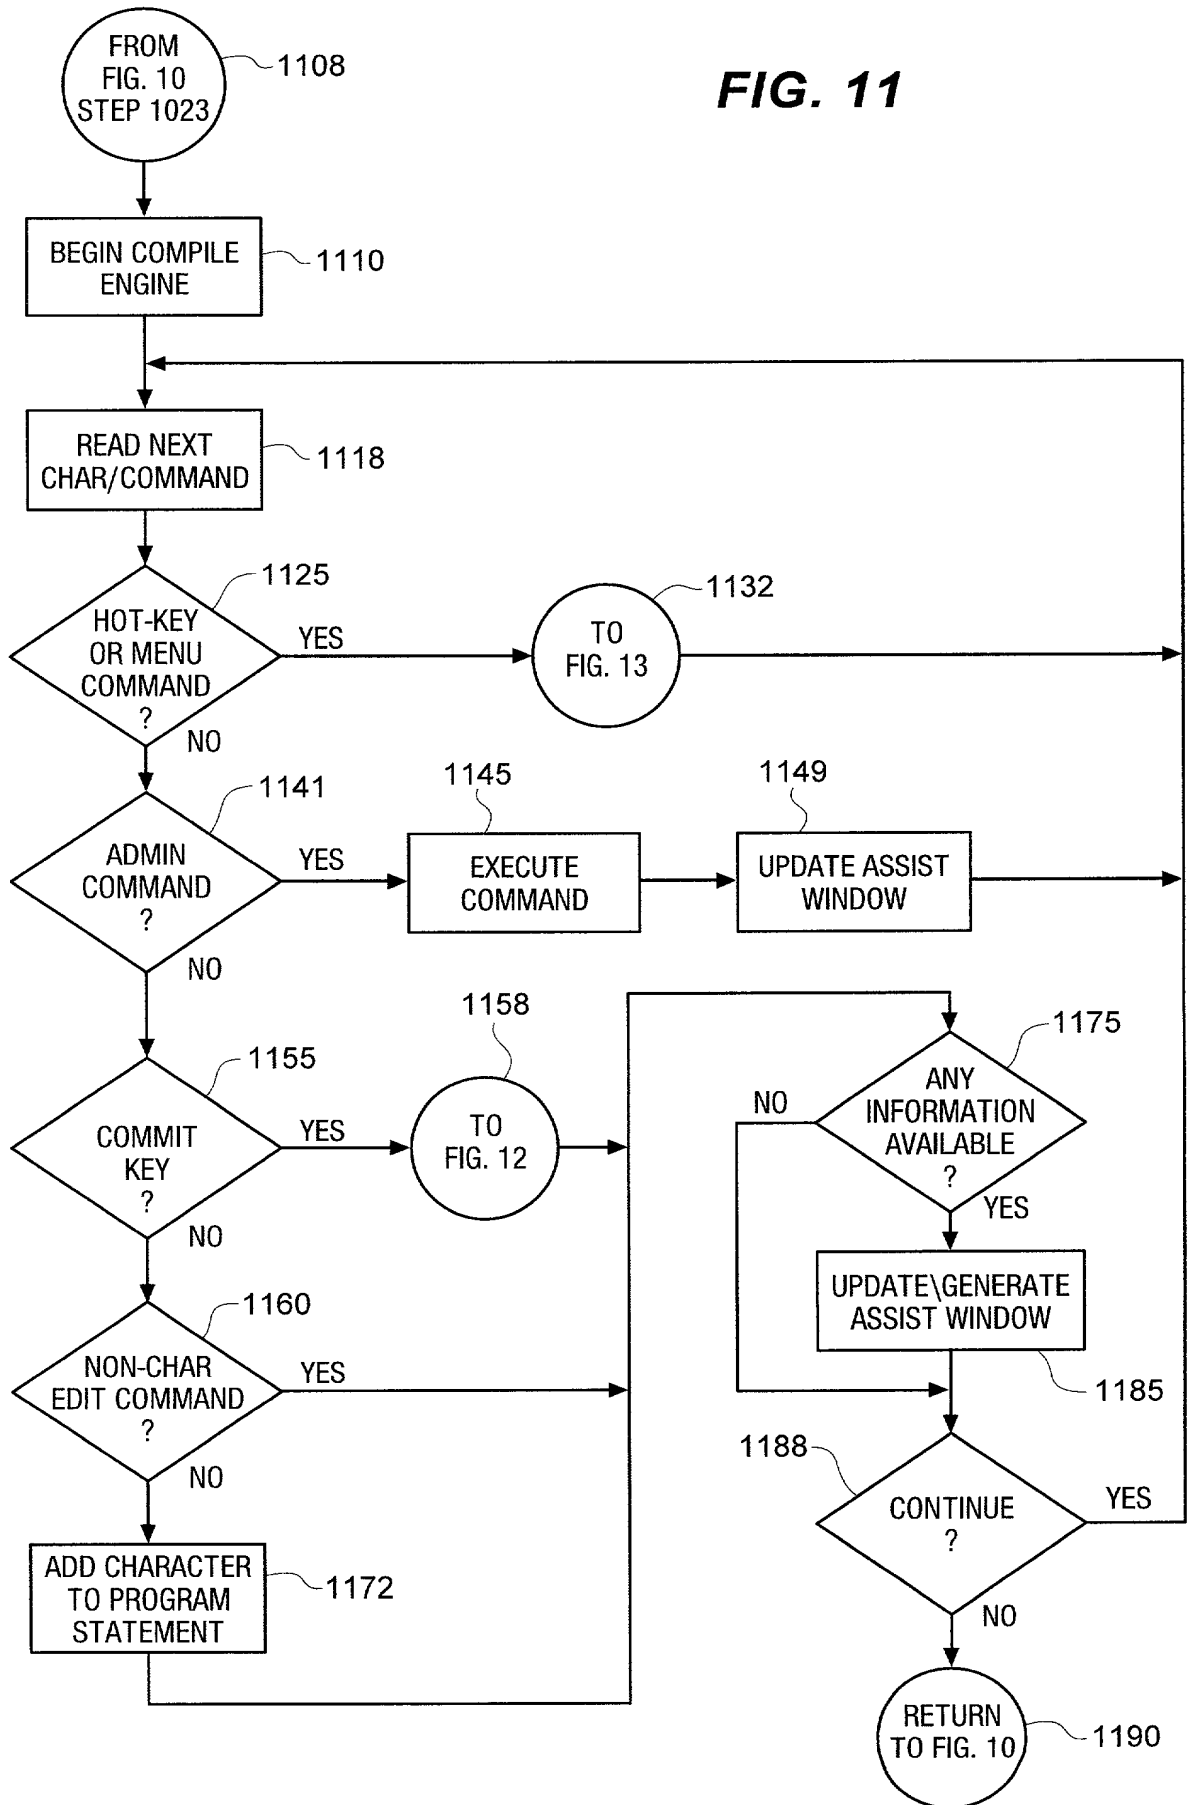 FROM
FIG. 10
STEP 1023
1108
FIG. 11
BEGIN COMPILE
ENGINE
1110
READ NEXT
CHAR/COMMAND
1118
HOT-KEY
OR MENU
COMMAND
?
1125
YES
NO
TO
FIG. 13
1132
ADMIN
COMMAND
?
1141
YES
NO
EXECUTE
COMMAND
1145
UPDATE ASSIST
WINDOW
1149
COMMIT
KEY
?
1155
YES
NO
TO
FIG. 12
1158
ANY
INFORMATION
AVAILABLE
?
1175
NO
YES
UPDATE\GENERATE
ASSIST WINDOW
1185
NON-CHAR
EDIT COMMAND
?
1160
YES
NO
CONTINUE
?
1188
YES
NO
ADD CHARACTER
TO PROGRAM
STATEMENT
1172
RETURN
TO FIG. 10
1190